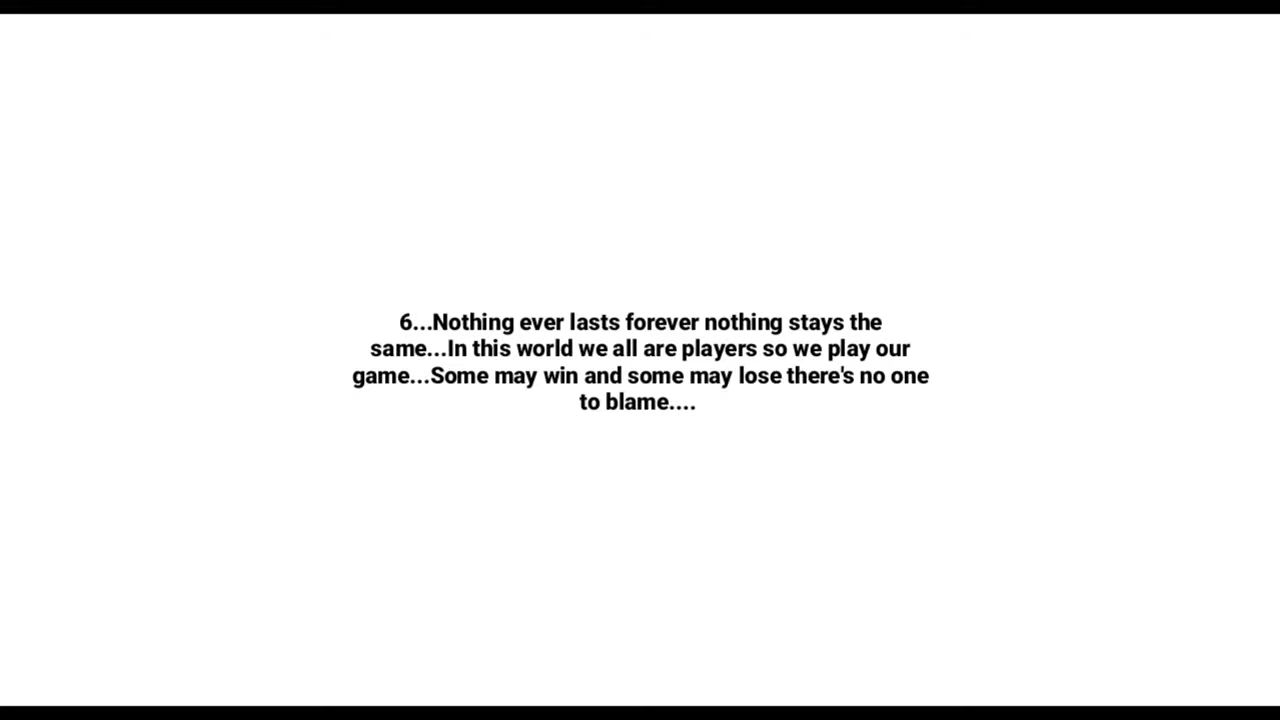 6...Nothing ever lasts forever nothing stays the
same...In this world we all are players so we play our
game...Some may win and some may lose there's no one
to blame....